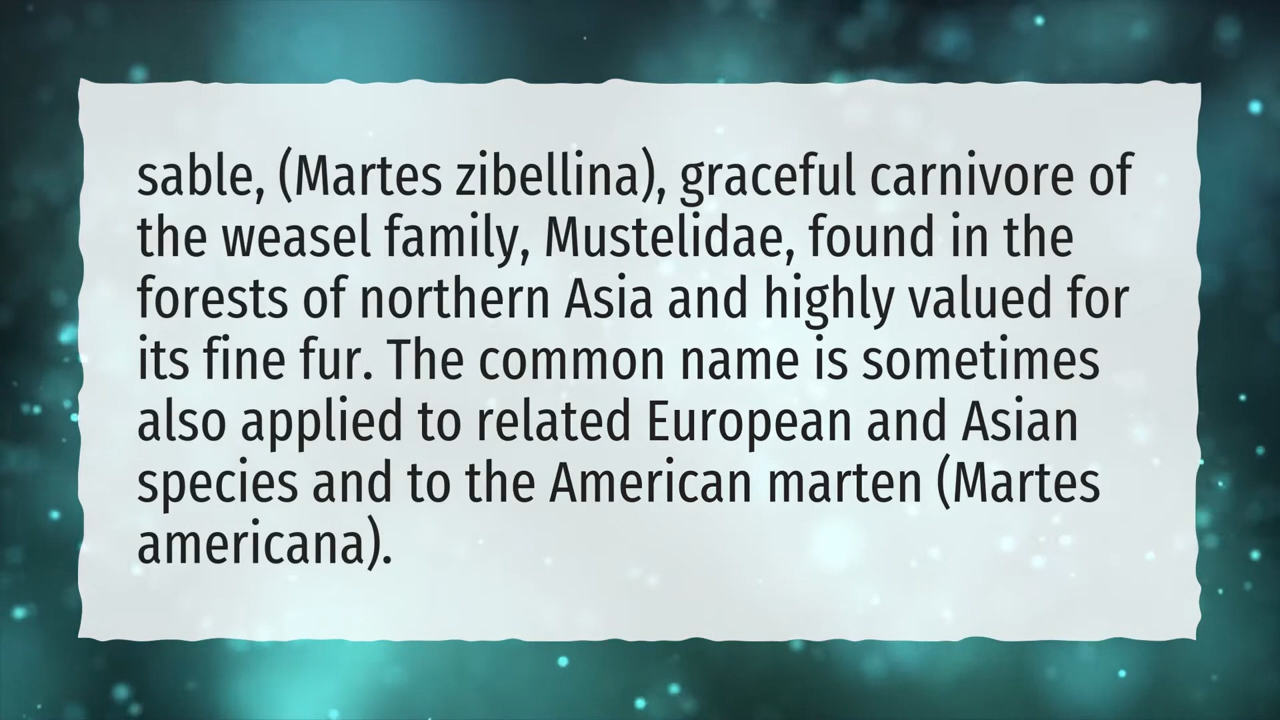 sable, (Martes zibellina), graceful carnivore of
the weasel family, Mustelidae, found in the
forests of northern Asia and highly valued for
its fine fur. The common name is sometimes
also applied to related European and Asian
species and to the American marten (Martes
americana).